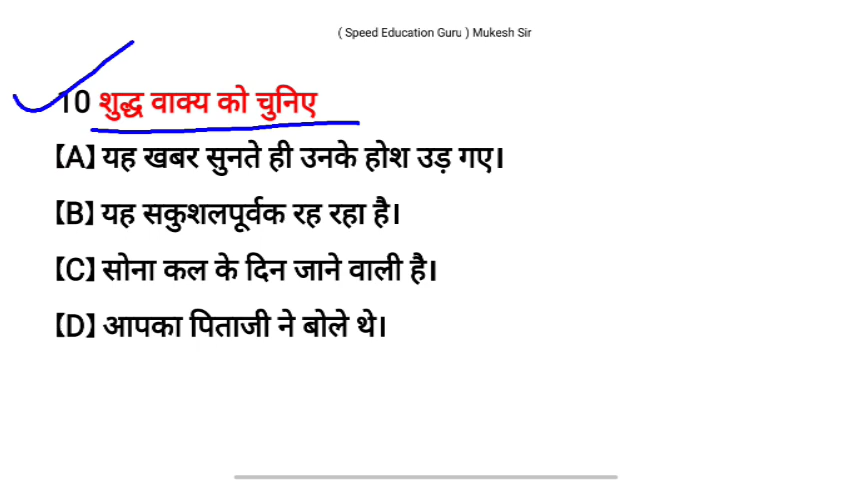 ( Speed Education Guru ) Mukesh Sir
10 शुद्ध वाक्य को चुनिए
【A】 यह खबर सुनते ही उनके होश उड़ गए।
【B】 यह सकुशलपूर्वक रह रहा है।
【C】 सोना कल के दिन जाने वाली है।
【D】 आपका पिताजी ने बोले थे।